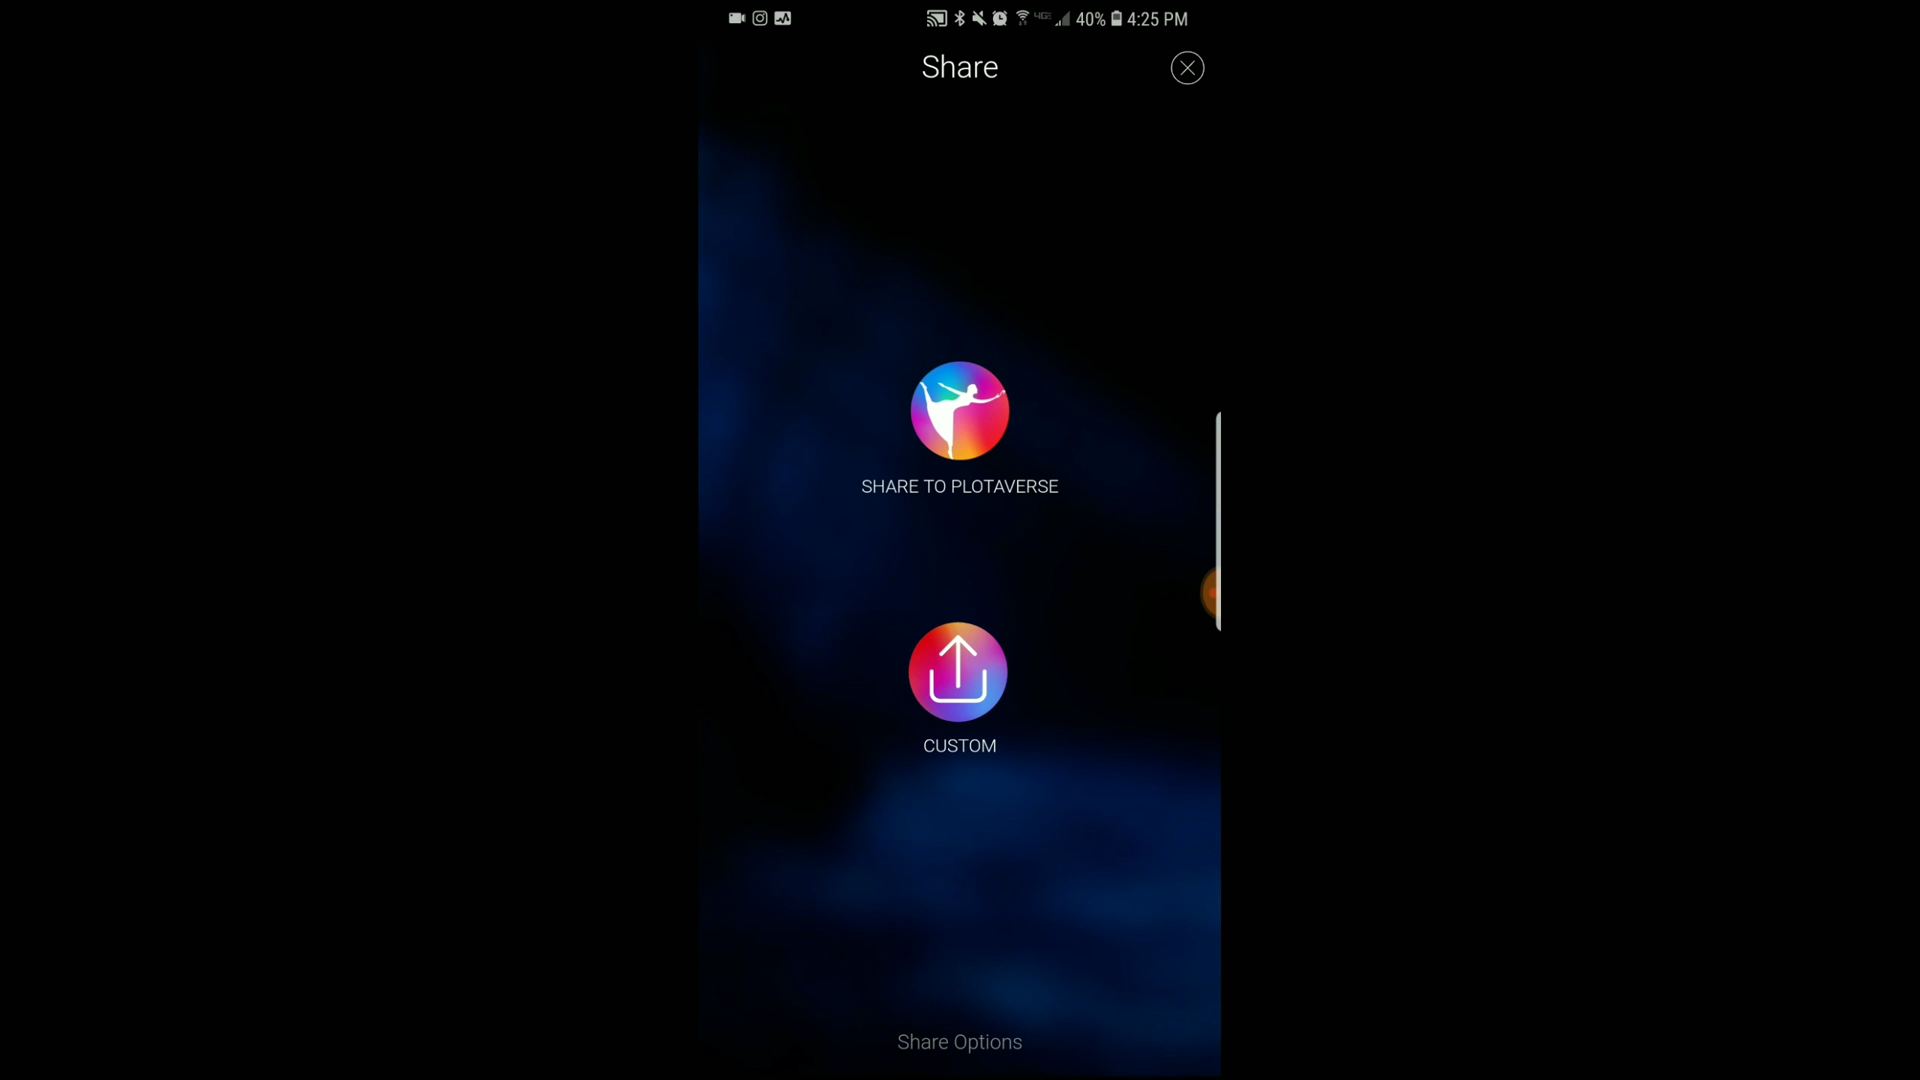 40% 4:25 PM
Share
SHARE TO PLOTAVERSE
CUSTOM
Share Options